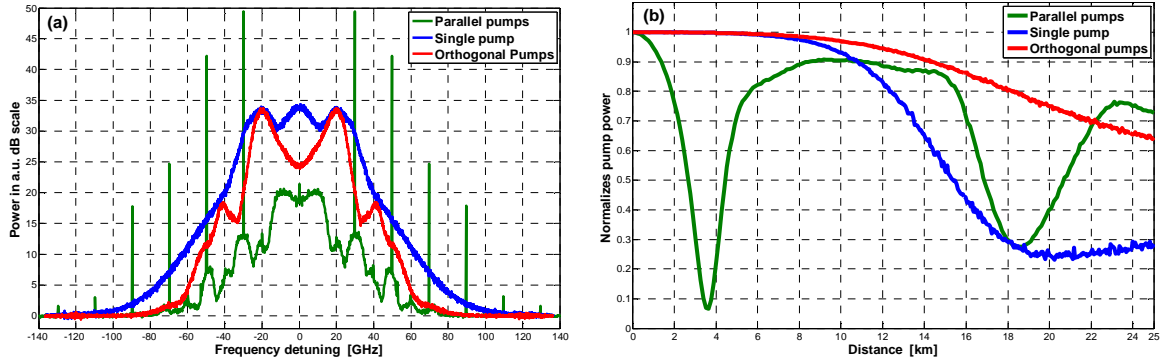 (a)
Parallel pumps
Single pump
Orthogonal Pumps
Power in a.u. dB scale
50
45
40
35
30
25
20
15
10
5
0
-140 -120 -100 -80 -60 -40 -20 0 20 40 60 80 100 120 140
Frequency detuning [GHz]
(b)
Parallel pumps
Single pump
Orthogonal pumps
Normalizes pump power
1.1
1
0.9
0.8
0.7
0.6
0.5
0.4
0.3
0.2
0.1
0
0 2 4 6 8 10 12 14 16 18 20 22 24 25
Distance [km]